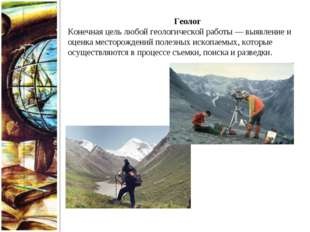 Геолог
Конечная цель любой геологической работы — выявление и
оценка месторождений полезных ископаемых, которые
осуществляются в процессе съемки, поиска и разведки.